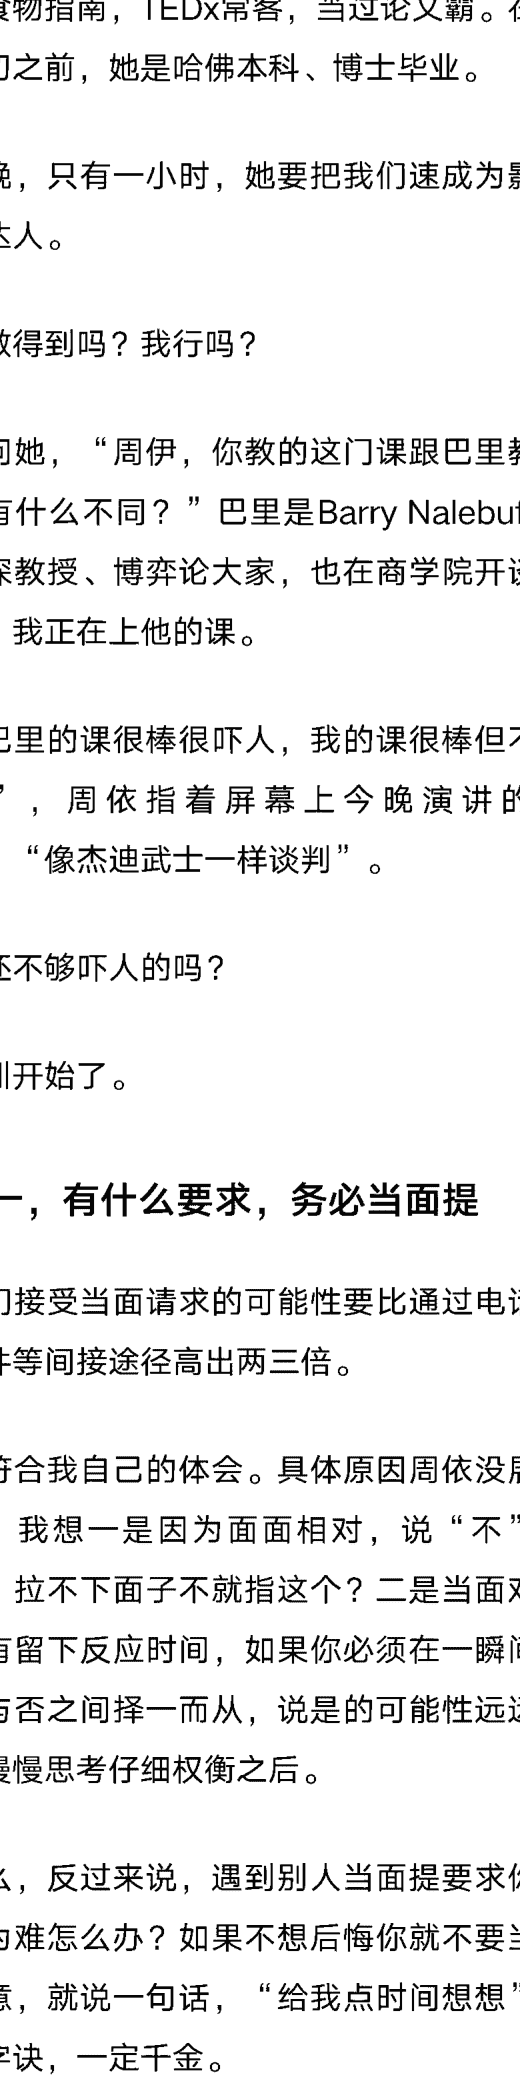 物指南，TEDx常客，当过论文霸。
之前，她是哈佛本科、博士毕业。
晚，只有一小时，她要把我们速成为影
达人。
做得到吗？我行吗？
问她，“周伊，你教的这门课跟巴里教
有什么不同？”巴里是Barry Nalebuf
深教授、博弈论大家，也在商学院开设
我正在上他的课。
巴里的课很棒很吓人，我的课很棒但不
”，周依指着屏幕上今晚演讲的
“像杰迪武士一样谈判”。
还不够吓人的吗？
训开始了。
一，有什么要求，务必当面提
们接受当面请求的可能性要比通过电话
件等间接途径高出两三倍。
符合我自己的体会。具体原因周依没展
我想一是因为面面相对，说“不”
拉不下面子不就指这个？二是当面对
有留下反应时间，如果你必须在一瞬间
与否之间择一而从，说是的可能性远远
慢慢思考仔细权衡之后。
么，反过来说，遇到别人当面提要求你
为难怎么办？如果不想后悔你就不要当
意，就说一句话，“给我点时间想想”
字诀，一定千金。